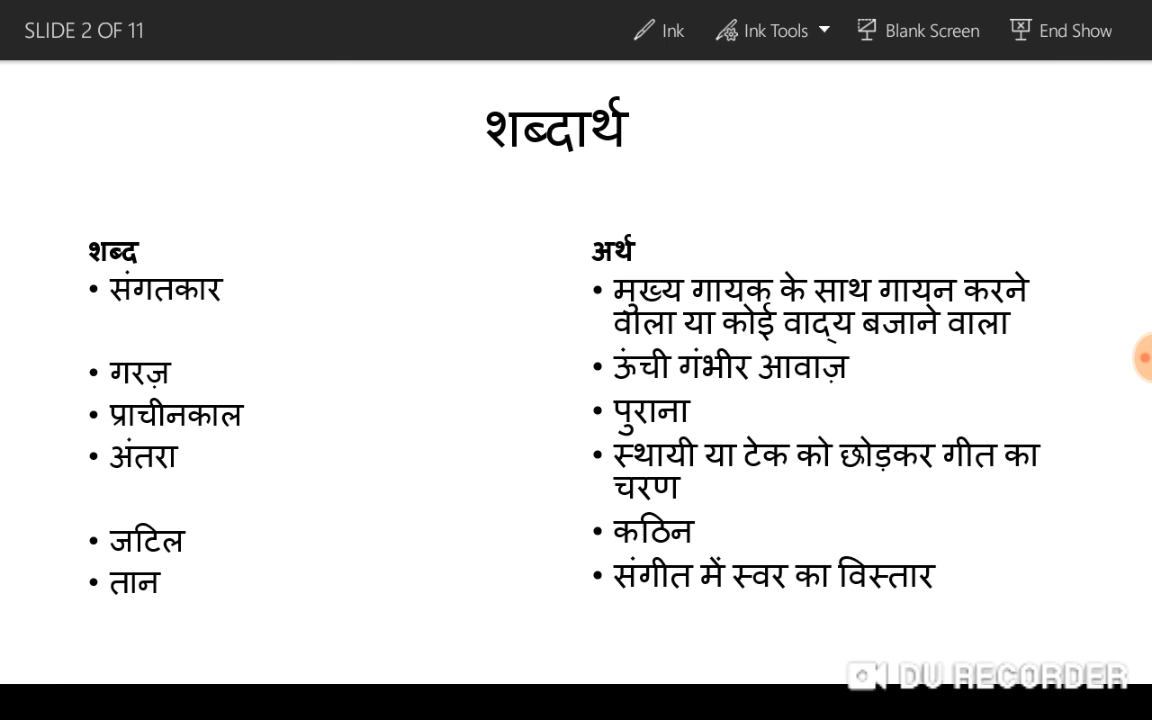 SLIDE 2 OF 11
Ink
Ink Tools
Blank Screen
End Show
शब्दार्थ
शब्द
• संगतकार
• गरज़
• प्राचीनकाल
• अंतरा
• जटिल
• तान
अर्थ
• मुख्य गायक के साथ गायन करने
वाला या कोई वाद्य बजाने वाला
• ऊंची गंभीर आवाज़
• पुराना
• स्थायी या टेक को छोड़कर गीत का
चरण
• कठिन
• संगीत में स्वर का विस्तार
DU RECORDER